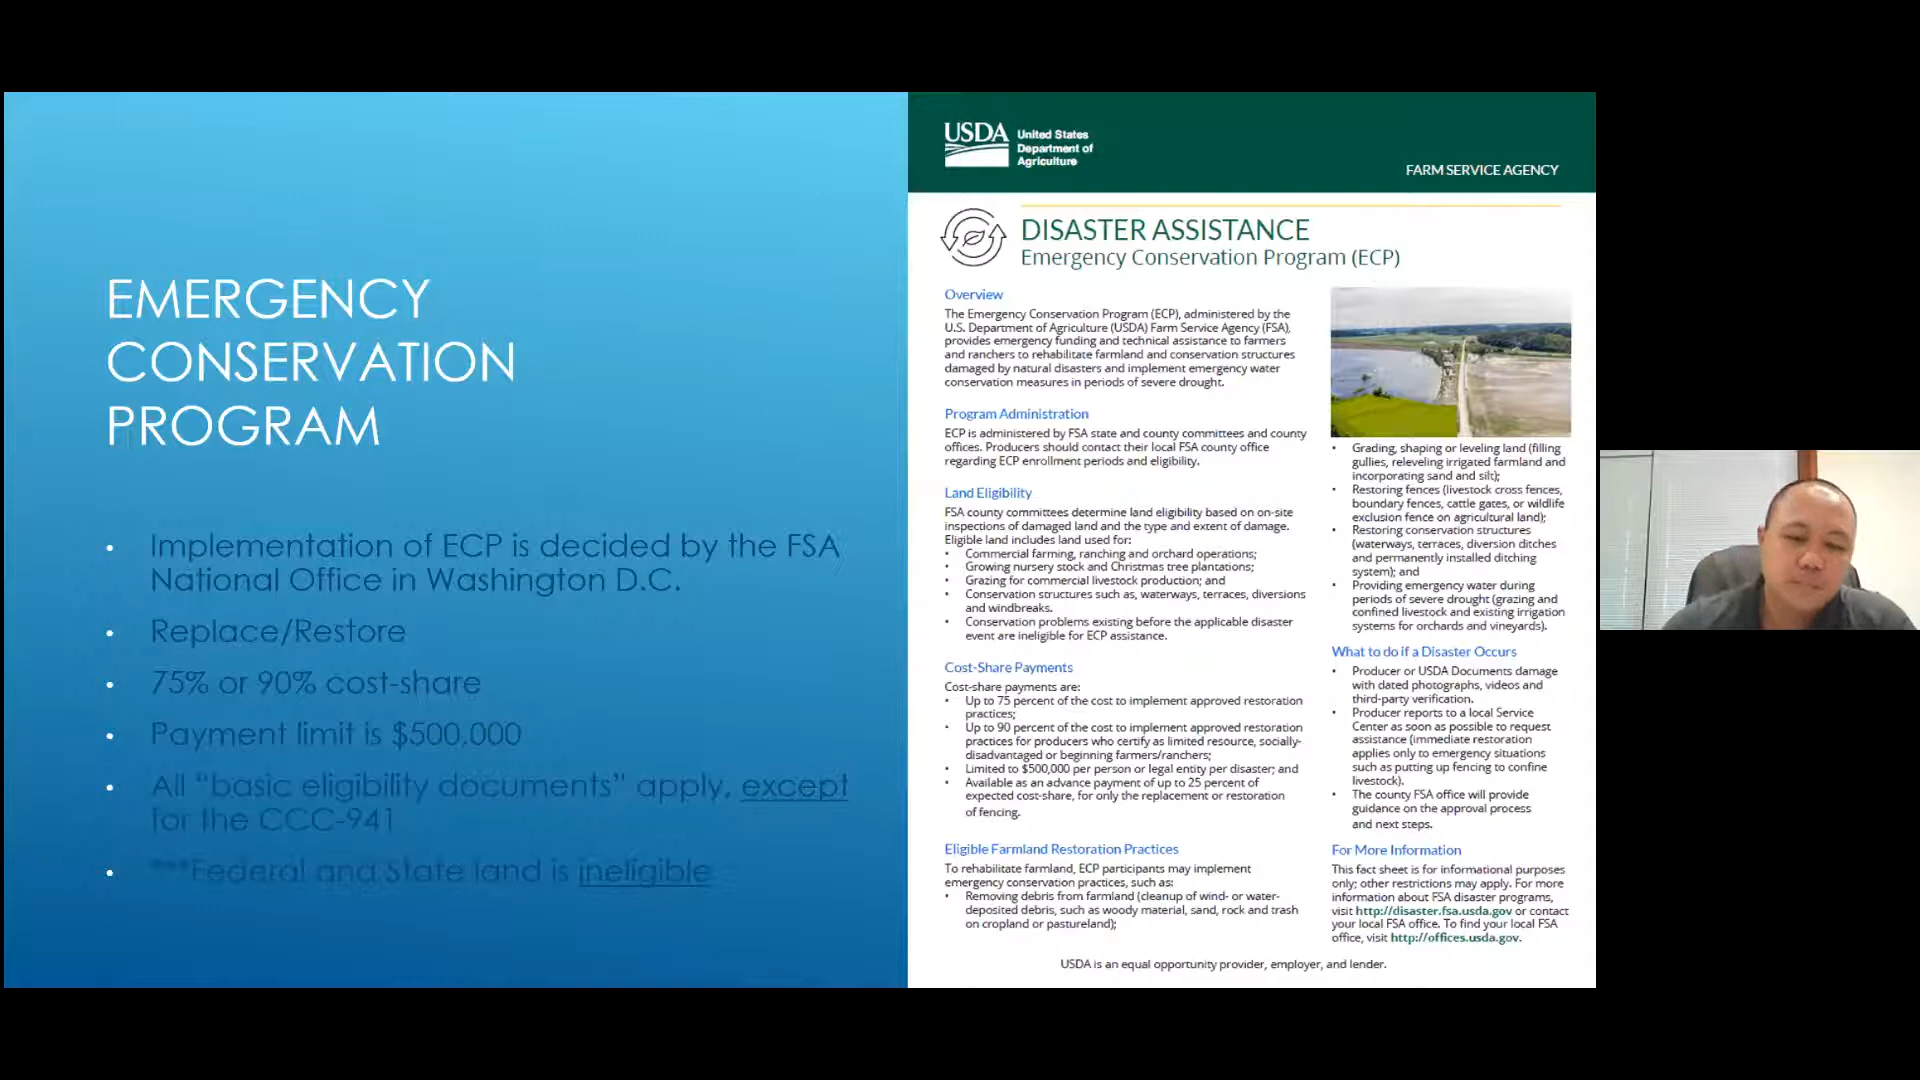 EMERGENCY
CONSERVATION
PROGRAM
• Implementation of ECP is decided by the FSA
National Office in Washington D.C.
• Replace/Restore
• 75% or 90% cost-share
• Payment limit is $500,000
• All “basic eligibility documents” apply, except
for the CCC-941
• ***Federal and State land is ineligible
USDA
United States
Department of
Agriculture
FARM SERVICE AGENCY
DISASTER ASSISTANCE
Emergency Conservation Program (ECP)
Overview
The Emergency Conservation Program (ECP), administered by the
U.S. Department of Agriculture (USDA) Farm Service Agency (FSA),
provides emergency funding and technical assistance to farmers
and ranchers to rehabilitate farmland and conservation structures
damaged by natural disasters and implement emergency water
conservation measures in periods of severe drought.
Program Administration
ECP is administered by FSA state and county committees and county
offices. Producers should contact their local FSA county office
regarding ECP enrollment periods and eligibility.
Land Eligibility
FSA county committees determine land eligibility based on on-site
inspections of damaged land and the type and extent of damage.
Eligible land includes land used for:
• Commercial farming, ranching and orchard operations;
• Growing nursery stock and Christmas tree plantations;
• Grazing for commercial livestock production; and
• Conservation structures such as, waterways, terraces, diversions
and windbreaks.
• Conservation problems existing before the applicable disaster
event are ineligible for ECP assistance.
Cost-Share Payments
Cost-share payments are:
• Up to 75 percent of the cost to implement approved restoration
practices;
• Up to 90 percent of the cost to implement approved restoration
practices for producers who certify as limited resource, socially-
disadvantaged or beginning farmers/ranchers;
• Limited to $500,000 per person or legal entity per disaster; and
• Available as an advance payment of up to 25 percent of
expected cost-share, for only the replacement or restoration
of fencing.
Eligible Farmland Restoration Practices
To rehabilitate farmland, ECP participants may implement
emergency conservation practices, such as:
• Removing debris from farmland (cleanup of wind- or water-
deposited debris, such as woody material, sand, rock and trash
on cropland or pastureland);
• Grading, shaping or leveling land (filling
gullies, releveling irrigated farmland and
incorporating sand and silt);
• Restoring fences (livestock cross fences,
boundary fences, cattle gates, or wildlife
exclusion fence on agricultural land);
• Restoring conservation structures
(waterways, terraces, diversion ditches
and permanently installed ditching
system); and
• Providing emergency water during
periods of severe drought (grazing and
confined livestock and existing irrigation
systems for orchards and vineyards).
What to do if a Disaster Occurs
• Producer or USDA Documents damage
with dated photographs, videos and
third-party verification.
• Producer reports to a local Service
Center as soon as possible to request
assistance (immediate restoration
applies only to emergency situations
such as putting up fencing to confine
livestock).
• The county FSA office will provide
guidance on the approval process
and next steps.
For More Information
This fact sheet is for informational purposes
only; other restrictions may apply. For more
information about FSA disaster programs,
visit http://disaster.fsa.usda.gov or contact
your local FSA office. To find your local FSA
office, visit http://offices.usda.gov.
USDA is an equal opportunity provider, employer, and lender.